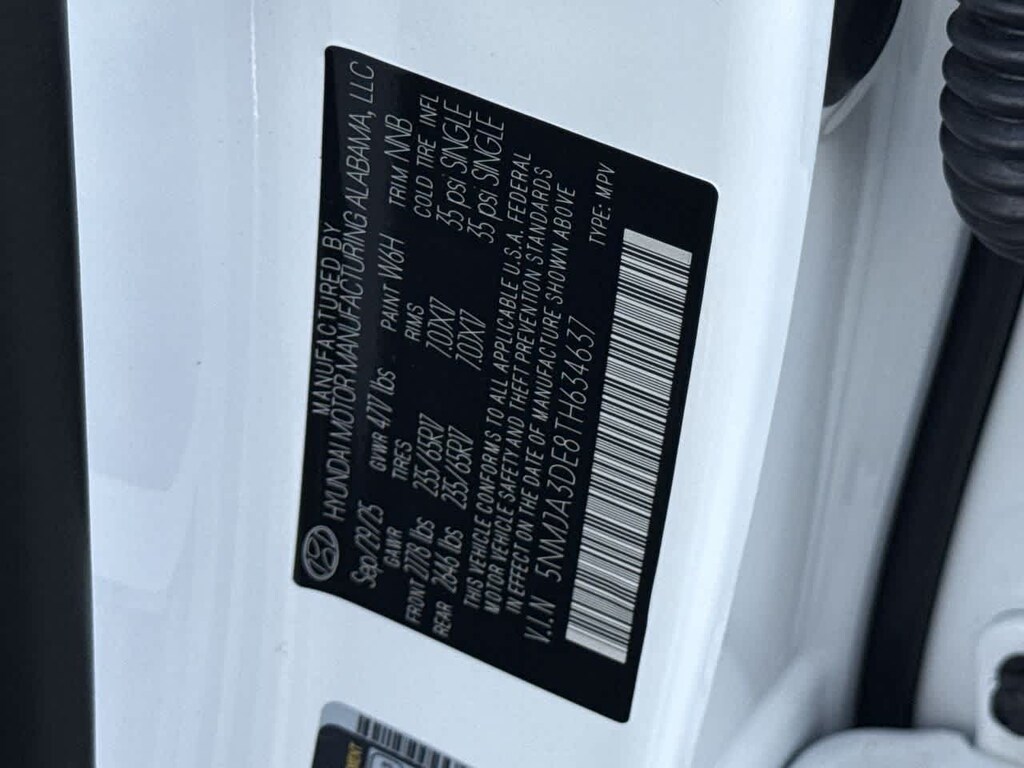 MANUFACTURED BY
HYUNDAI MOTOR MANUFACTURING ALABAMA, LLC
Sep/29/25 GVWR 4717 lbs PAINT W6H TRIM NNB
GAWR TIRES RIMS COLD TIRE INFL
FRONT 2778 lbs 235/65R17 7.0JX17 35 psi SINGLE
REAR 2646 lbs 235/65R17 7.0JX17 35 psi SINGLE
THIS VEHICLE CONFORMS TO ALL APPLICABLE U.S.A. FEDERAL
MOTOR VEHICLE SAFETY AND THEFT PREVENTION STANDARDS
IN EFFECT ON THE DATE OF MANUFACTURE SHOWN ABOVE
V.I.N 5NMJA3DE8TH634637 TYPE: MPV